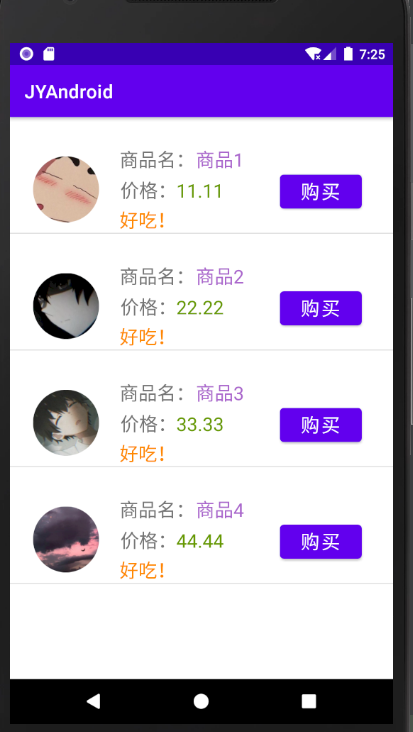 7:25
JYAndroid
商品名：商品1
价格：11.11
购买
好吃！
商品名：商品2
价格：22.22
购买
好吃！
商品名：商品3
价格：33.33
购买
好吃！
商品名：商品4
价格：44.44
购买
好吃！